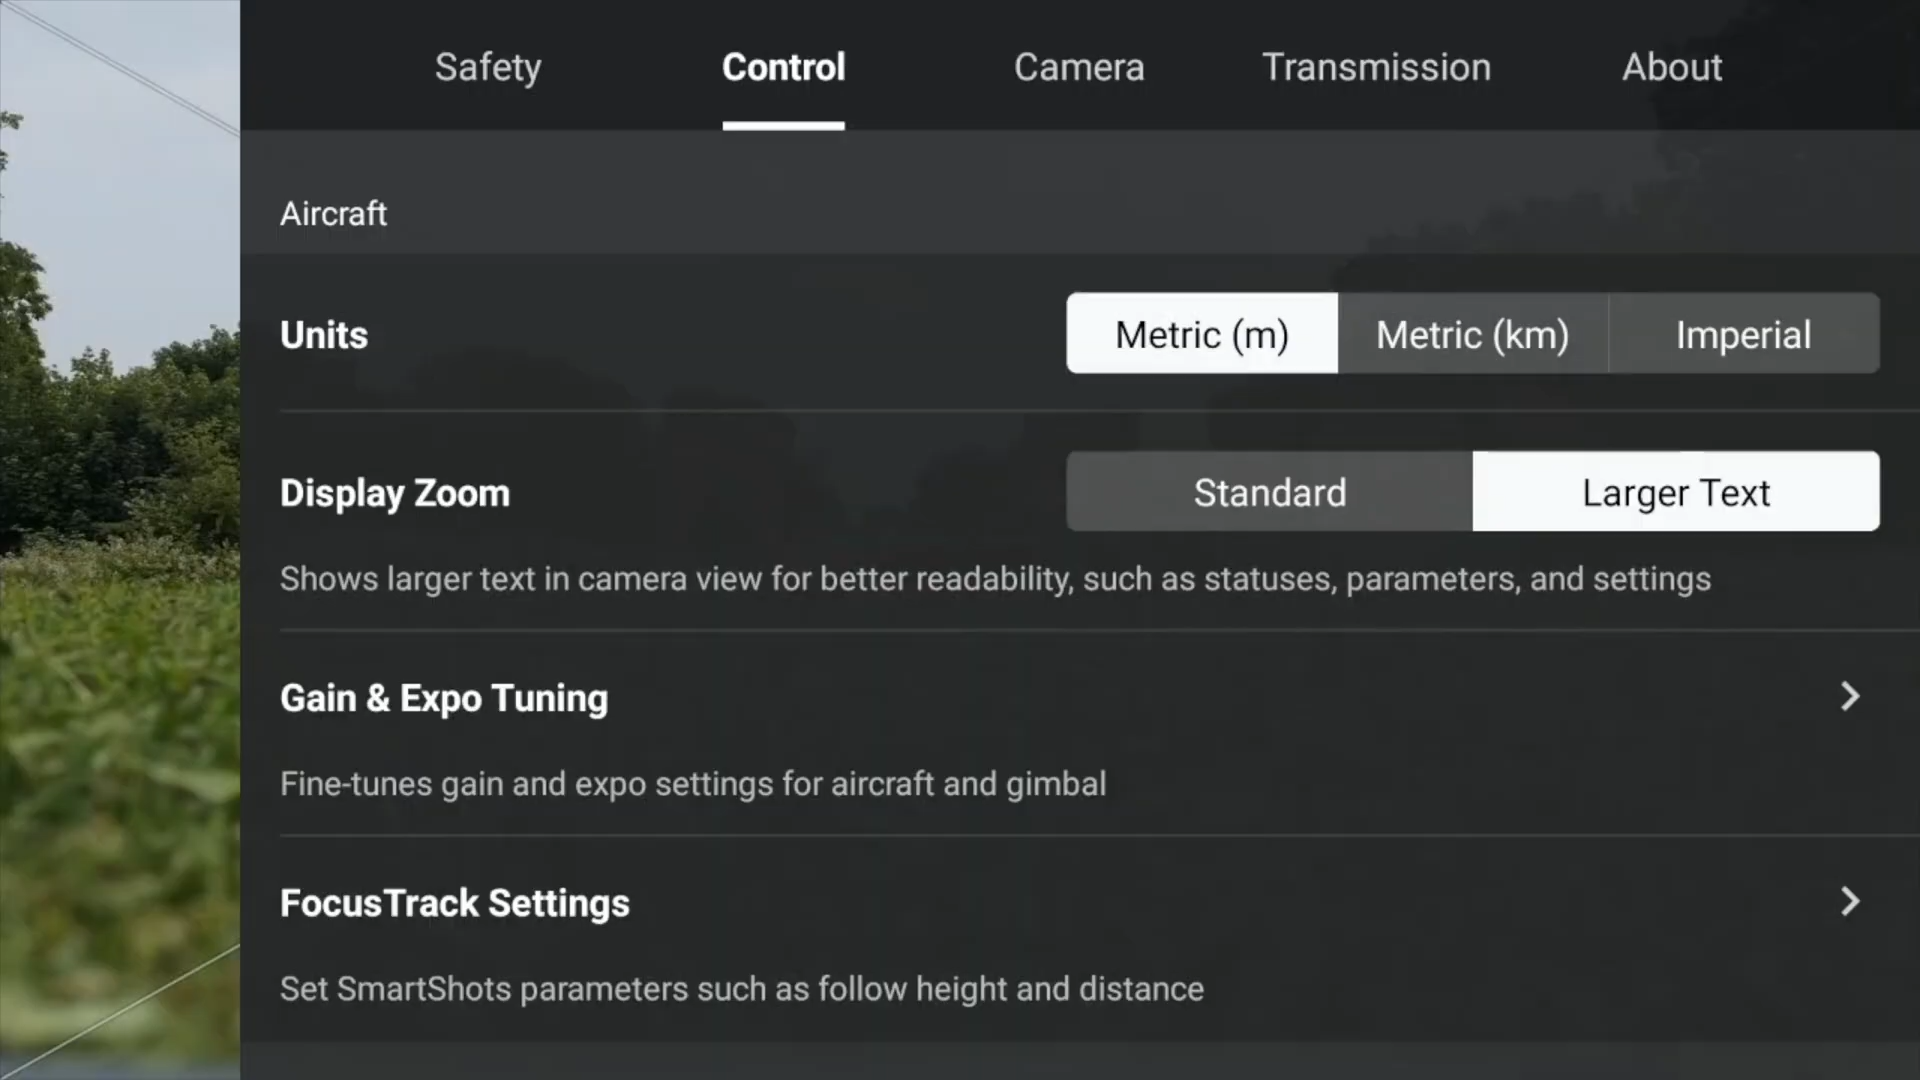 Safety Control Camera Transmission About
Aircraft
Units Metric (m) Metric (km) Imperial
Display Zoom Standard Larger Text
Shows larger text in camera view for better readability, such as statuses, parameters, and settings
Gain & Expo Tuning
Fine-tunes gain and expo settings for aircraft and gimbal
FocusTrack Settings
Set SmartShots parameters such as follow height and distance